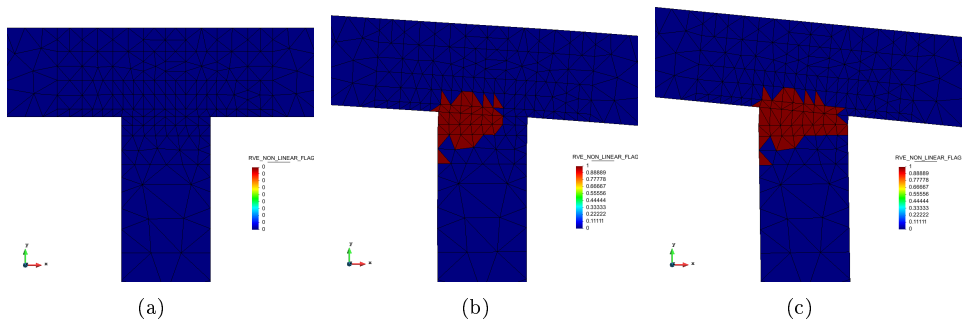 RVE_NON_LINEAR_FLAG
0
0
0
0
0
0
0
0
0
0
y
x
(a)
RVE_NON_LINEAR_FLAG
1
0.88889
0.77778
0.66667
0.55556
0.44444
0.33333
0.22222
0.11111
0
y
x
(b)
RVE_NON_LINEAR_FLAG
1
0.88889
0.77778
0.66667
0.55556
0.44444
0.33333
0.22222
0.11111
0
y
x
(c)